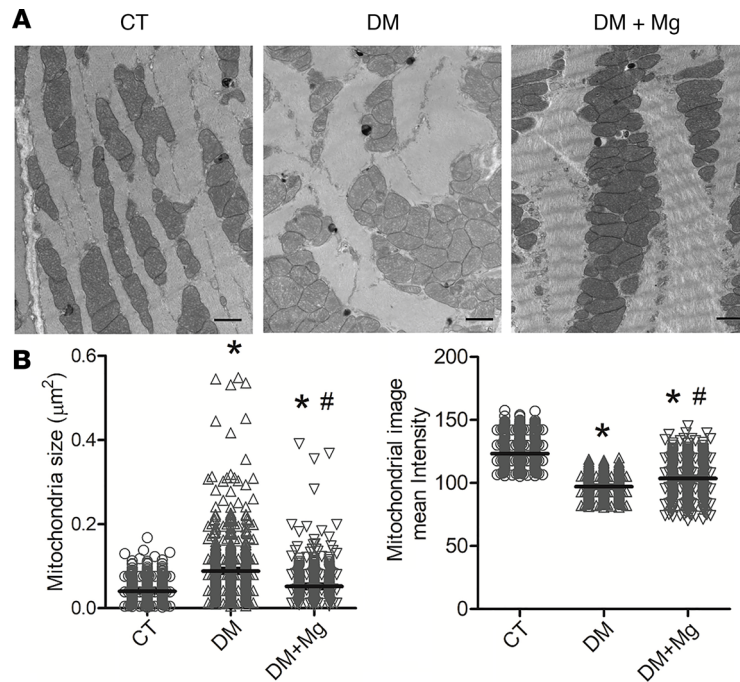 A
CT DM DM + Mg
B
Mitochondria size (μm²)
0.6
0.4
0.2
0.0
* * #
CT DM DM+Mg
Mitochondrial image
mean Intensity
200
150
100
50
0
* * #
CT DM DM+Mg